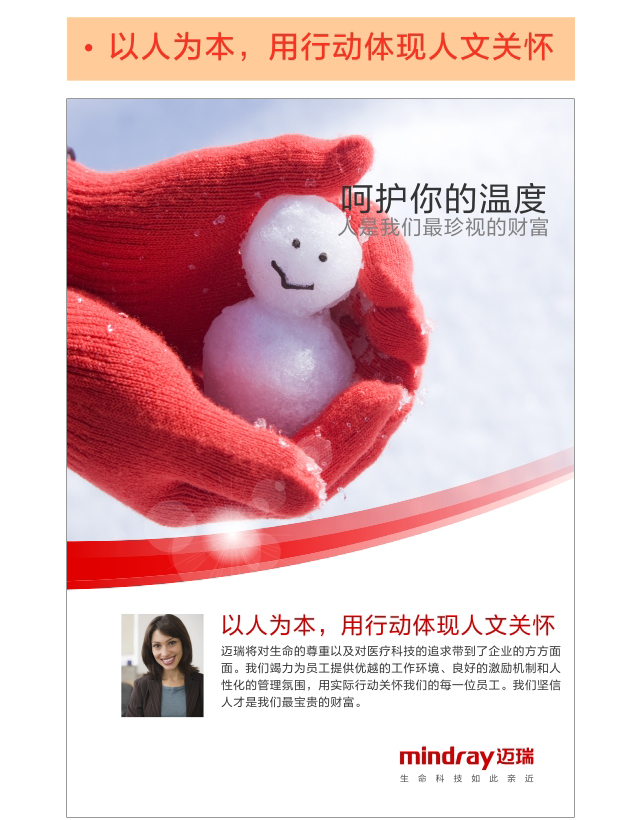 • 以人为本，用行动体现人文关怀
呵护你的温度
人是我们最珍视的财富
以人为本，用行动体现人文关怀
迈瑞将对生命的尊重以及对医疗科技的追求带到了企业的方方面
面。我们竭力为员工提供优越的工作环境、良好的激励机制和人
性化的管理氛围，用实际行动关怀我们的每一位员工。我们坚信
人才是我们最宝贵的财富。
mindray迈瑞
生命科技如此亲近